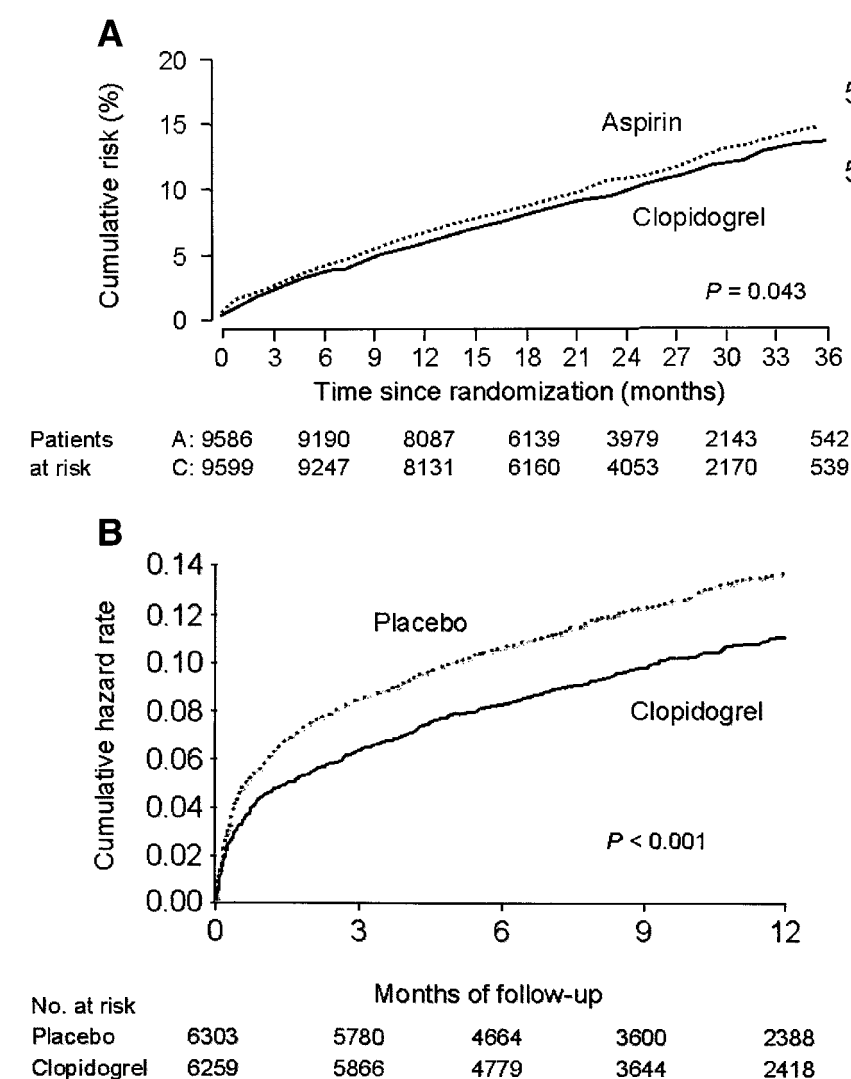 A
20
15
10
5
0
Cumulative risk (%)
Aspirin
Clopidogrel
P = 0.043
0 3 6 9 12 15 18 21 24 27 30 33 36
Time since randomization (months)
Patients A: 9586 9190 8087 6139 3979 2143 542
at risk C: 9599 9247 8131 6160 4053 2170 539
5
5
B
0.14
0.12
0.10
0.08
0.06
0.04
0.02
0.00
Cumulative hazard rate
Placebo
Clopidogrel
P < 0.001
0 3 6 9 12
Months of follow-up
No. at risk
Placebo 6303 5780 4664 3600 2388
Clopidogrel 6259 5866 4779 3644 2418